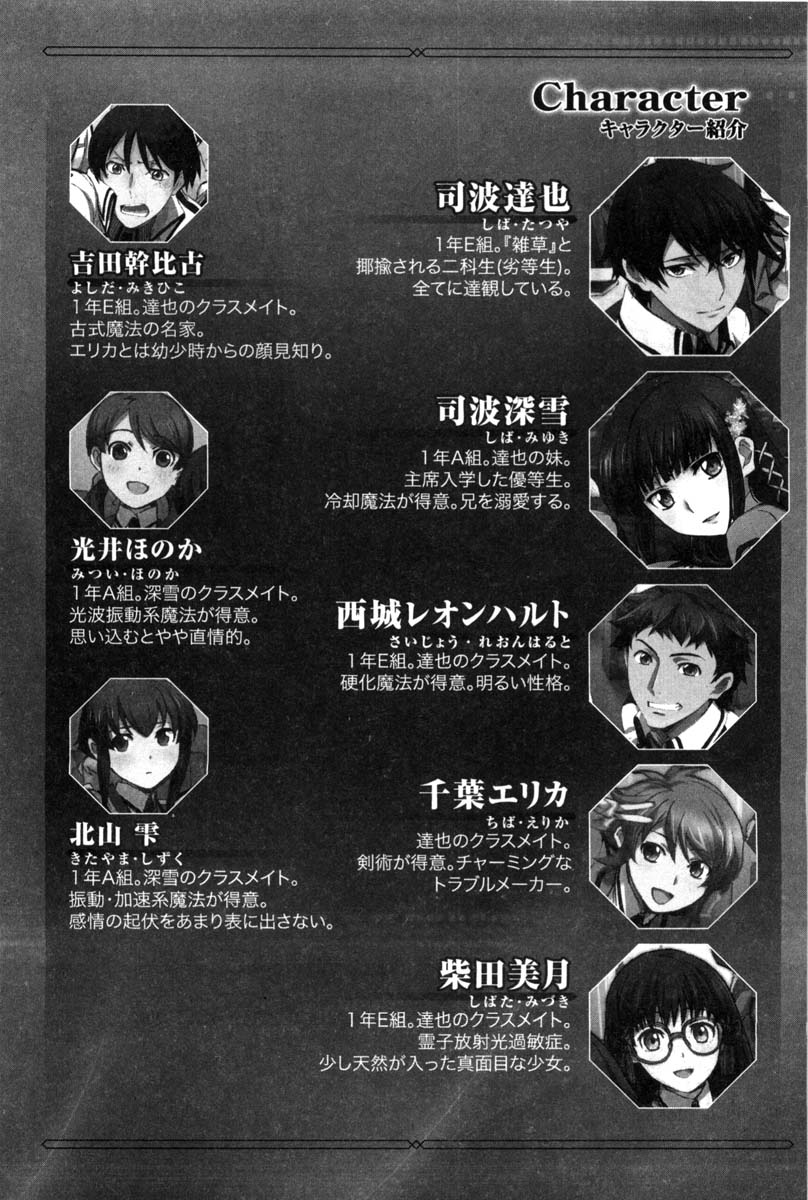 Character
キャラクター紹介
司波達也
しば・たつや
1年E組。『雑草』と
揶揄される二科生(劣等生)。
全てに達観している。
司波深雪
しば・みゆき
1年A組。達也の妹。
主席入学した優等生。
冷却魔法が得意。兄を溺愛する。
西城レオンハルト
さいじょう・れおんはると
1年E組。達也のクラスメイト。
硬化魔法が得意。明るい性格。
千葉エリカ
ちば・えりか
達也のクラスメイト。
剣術が得意。チャーミングな
トラブルメーカー。
柴田美月
しばた・みづき
1年E組。達也のクラスメイト。
霊子放射光過敏症。
少し天然が入った真面目な少女。
吉田幹比古
よしだ・みきひこ
1年E組。達也のクラスメイト。
古式魔法の名家。
エリカとは幼少時からの顔見知り。
光井ほのか
みつい・ほのか
1年A組。深雪のクラスメイト。
光波振動系魔法が得意。
思い込むとやや直情的。
北山 雫
きたやま・しずく
1年A組。深雪のクラスメイト。
振動・加速系魔法が得意。
感情の起伏をあまり表に出さない。